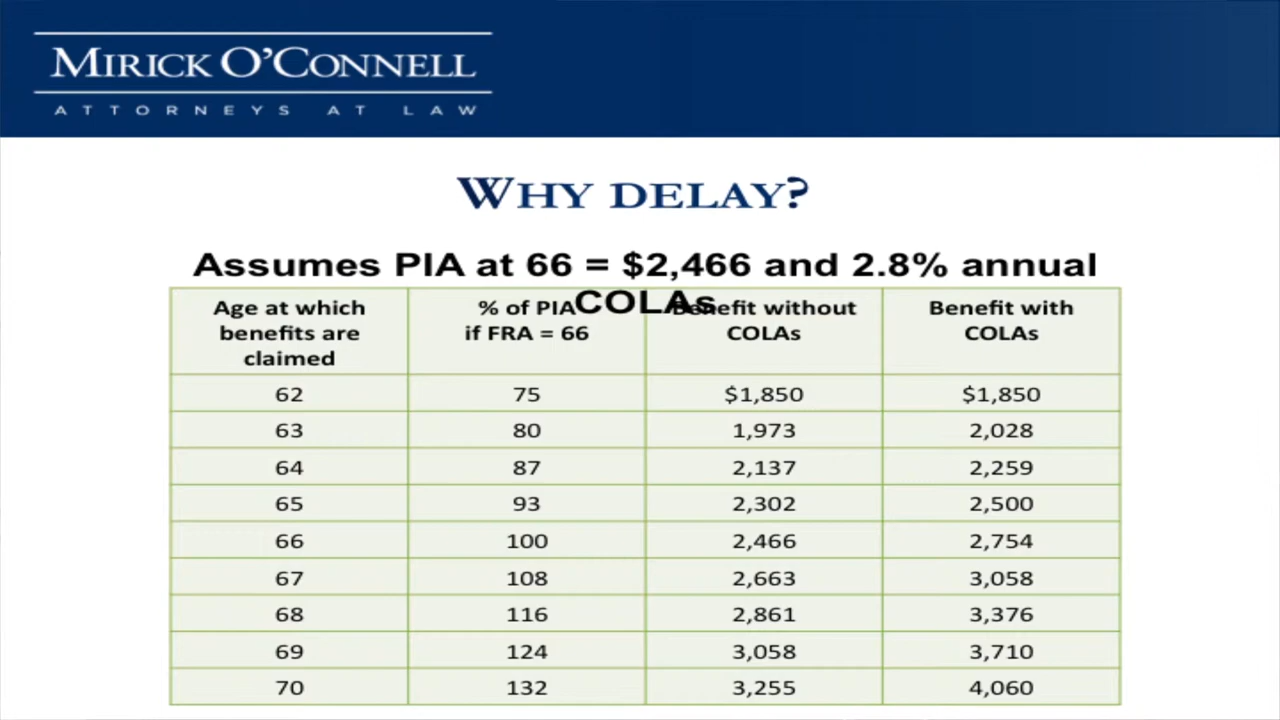 MIRICK O'CONNELL
ATTORNEYS AT LAW
WHY DELAY?
Assumes PIA at 66 = $2,466 and 2.8% annual
COLAs
Age at which benefits are claimed % of PIA if FRA = 66 Benefit without COLAs Benefit with COLAs
62 75 $1,850 $1,850
63 80 1,973 2,028
64 87 2,137 2,259
65 93 2,302 2,500
66 100 2,466 2,754
67 108 2,663 3,058
68 116 2,861 3,376
69 124 3,058 3,710
70 132 3,255 4,060